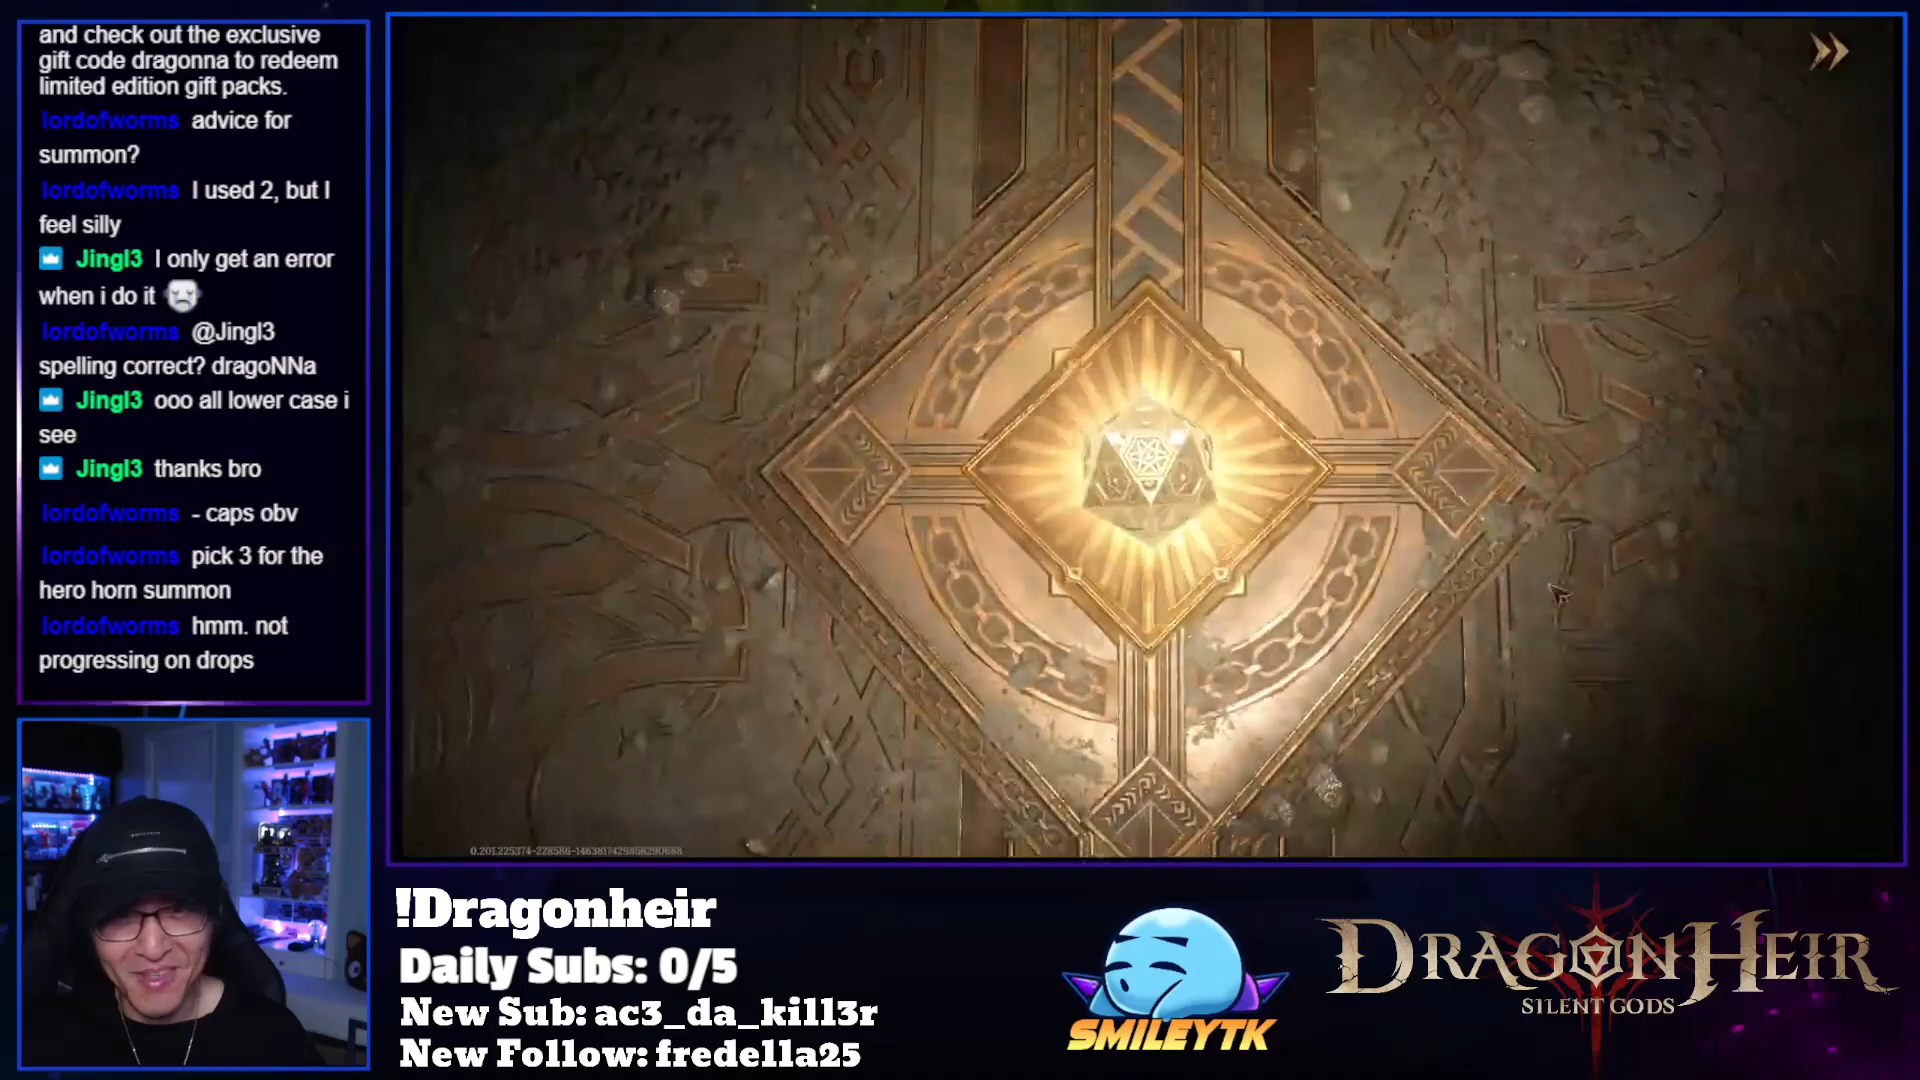 and check out the exclusive
gift code dragonna to redeem
limited edition gift packs.
lordofworms advice for
summon?
lordofworms I used 2, but I
feel silly
Jingl3 I only get an error
when i do it
lordofworms @Jingl3
spelling correct? dragoNNa
Jingl3 ooo all lower case i
see
Jingl3 thanks bro
lordofworms - caps obv
lordofworms pick 3 for the
hero horn summon
lordofworms hmm. not
progressing on drops
!Dragonheir
Daily Subs: 0/5
New Sub: ac3_da_kill3r
New Follow: fredella25
SMILEYTK
DRAGONHEIR
SILENT GODS